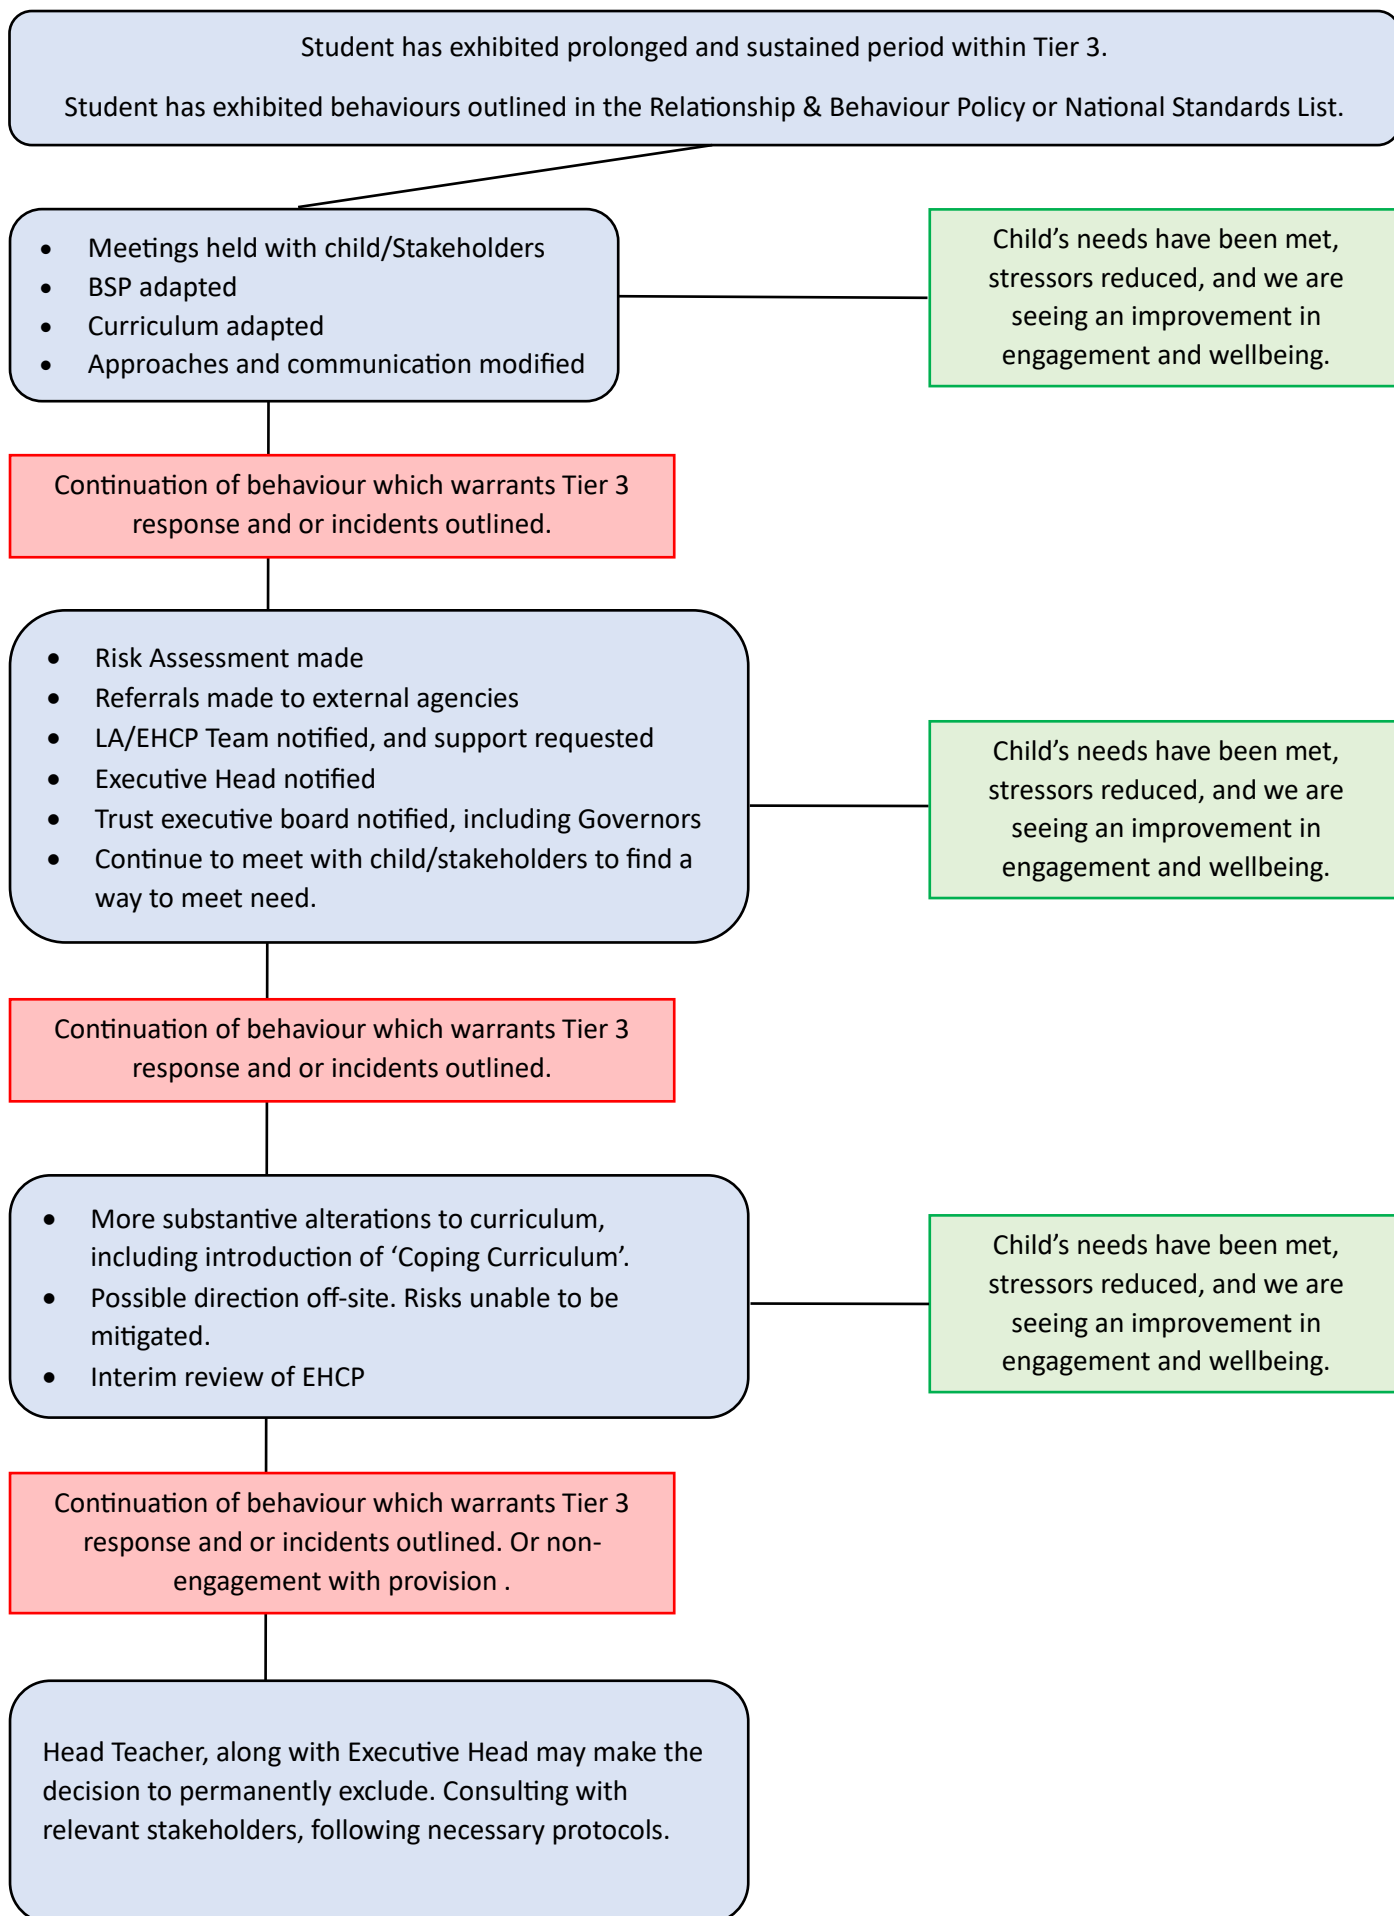 Student has exhibited prolonged and sustained period within Tier 3.
Student has exhibited behaviours outlined in the Relationship & Behaviour Policy or National Standards List.
• Meetings held with child/Stakeholders
• BSP adapted
• Curriculum adapted
• Approaches and communication modified
Child’s needs have been met,
stressors reduced, and we are
seeing an improvement in
engagement and wellbeing.
Continuation of behaviour which warrants Tier 3
response and or incidents outlined.
• Risk Assessment made
• Referrals made to external agencies
• LA/EHCP Team notified, and support requested
• Executive Head notified
• Trust executive board notified, including Governors
• Continue to meet with child/stakeholders to find a
way to meet need.
Child’s needs have been met,
stressors reduced, and we are
seeing an improvement in
engagement and wellbeing.
Continuation of behaviour which warrants Tier 3
response and or incidents outlined.
• More substantive alterations to curriculum,
including introduction of ‘Coping Curriculum’.
• Possible direction off-site. Risks unable to be
mitigated.
• Interim review of EHCP
Child’s needs have been met,
stressors reduced, and we are
seeing an improvement in
engagement and wellbeing.
Continuation of behaviour which warrants Tier 3
response and or incidents outlined. Or non-
engagement with provision .
Head Teacher, along with Executive Head may make the
decision to permanently exclude. Consulting with
relevant stakeholders, following necessary protocols.